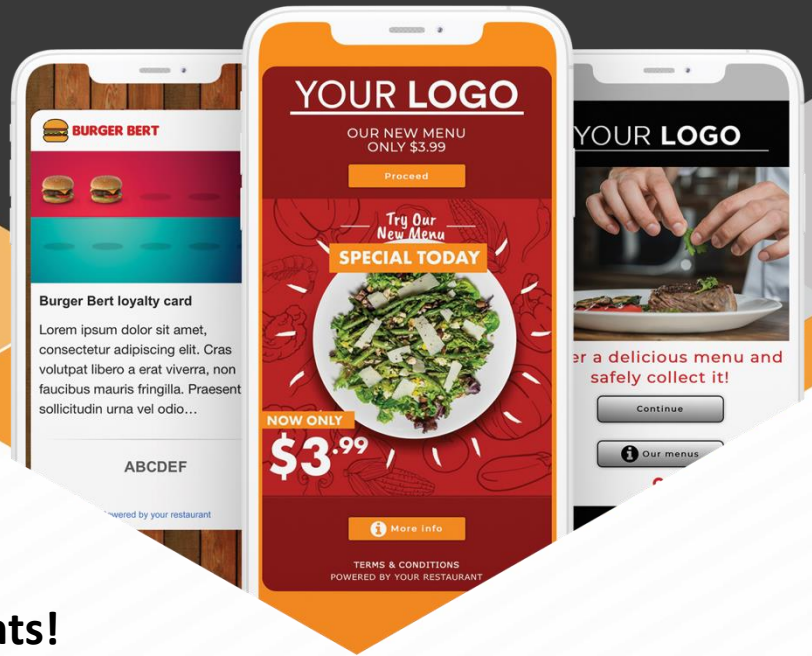 BURGER BERT
Burger Bert loyalty card
Lorem ipsum dolor sit amet,
consectetur adipiscing elit. Cras
volutpat libero a erat viverra, non
faucibus mauris fringilla. Praesent
sollicitudin urna vel odio…
ABCDEF
by your restaurant
YOUR LOGO
OUR NEW MENU
ONLY $3.99
Proceed
Try Our
New Menu
SPECIAL TODAY
NOW ONLY
$3.99
More info
TERMS & CONDITIONS
POWERED BY YOUR RESTAURANT
YOUR LOGO
a delicious menu and
safely collect it!
Continue
Our menus